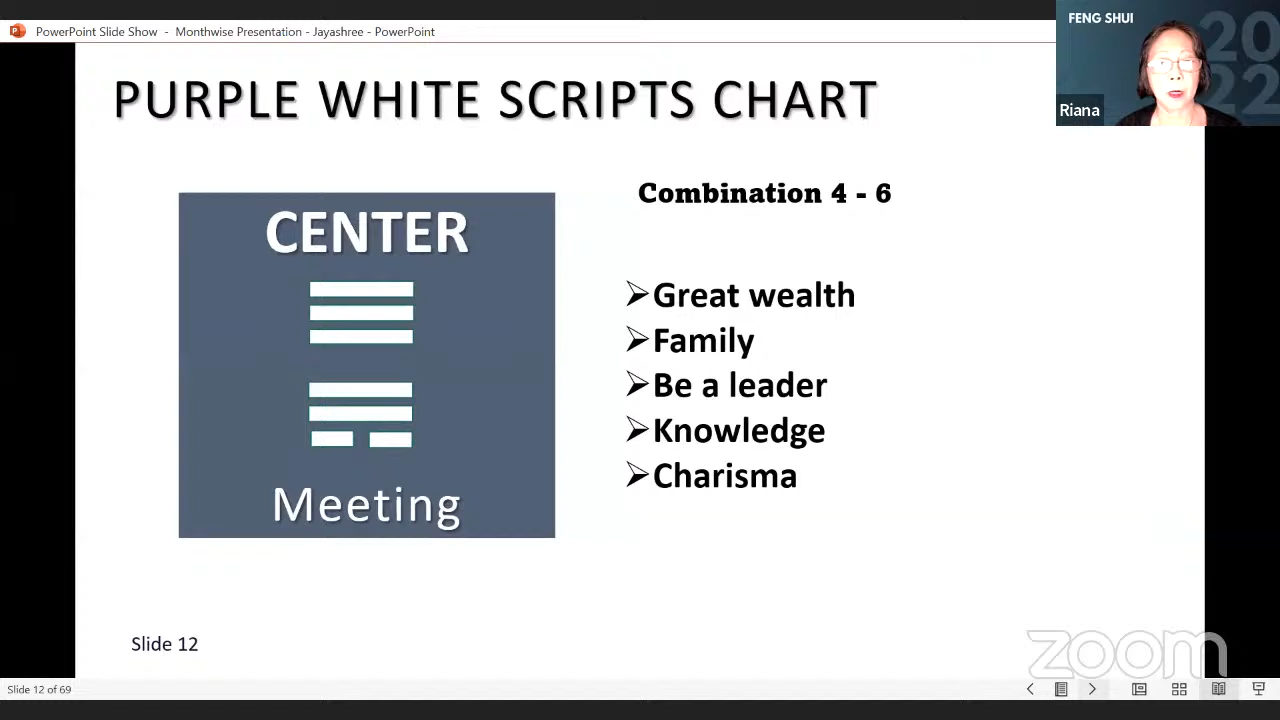 PowerPoint Slide Show - Monthwise Presentation - Jayashree - PowerPoint
FENG SHUI
2022
Riana
PURPLE WHITE SCRIPTS CHART
CENTER
Meeting
Combination 4 - 6
Great wealth
Family
Be a leader
Knowledge
Charisma
Slide 12
zoom
Slide 12 of 69